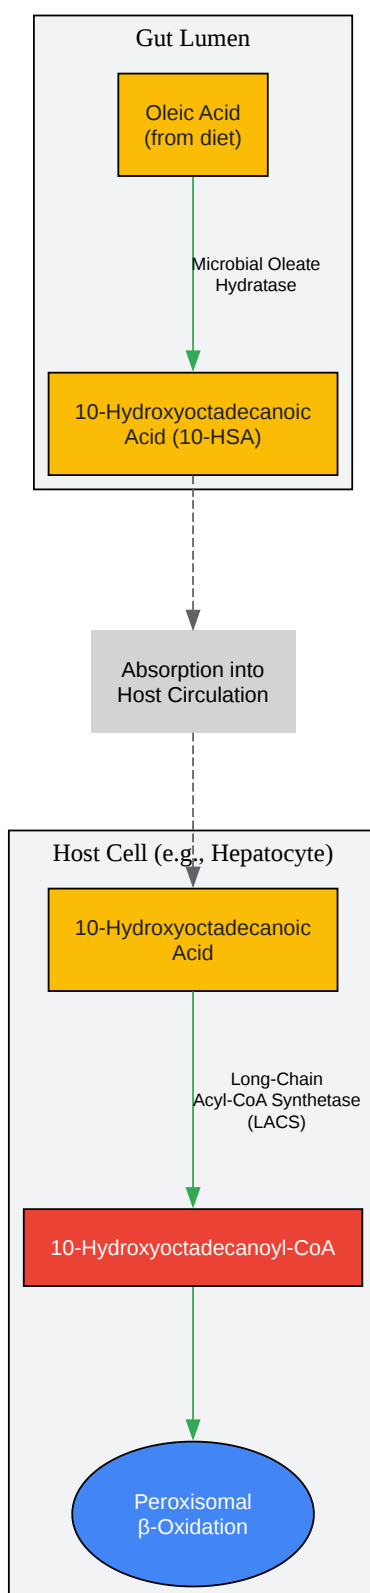 Gut Lumen
Oleic Acid
(from diet)
Microbial Oleate
Hydratase
10-Hydroxyoctadecanoic
Acid (10-HSA)
Absorption into
Host Circulation
Host Cell (e.g., Hepatocyte)
10-Hydroxyoctadecanoic
Acid
Long-Chain
Acyl-CoA Synthetase
(LACS)
10-Hydroxyoctadecanoyl-CoA
Peroxisomal
β-Oxidation